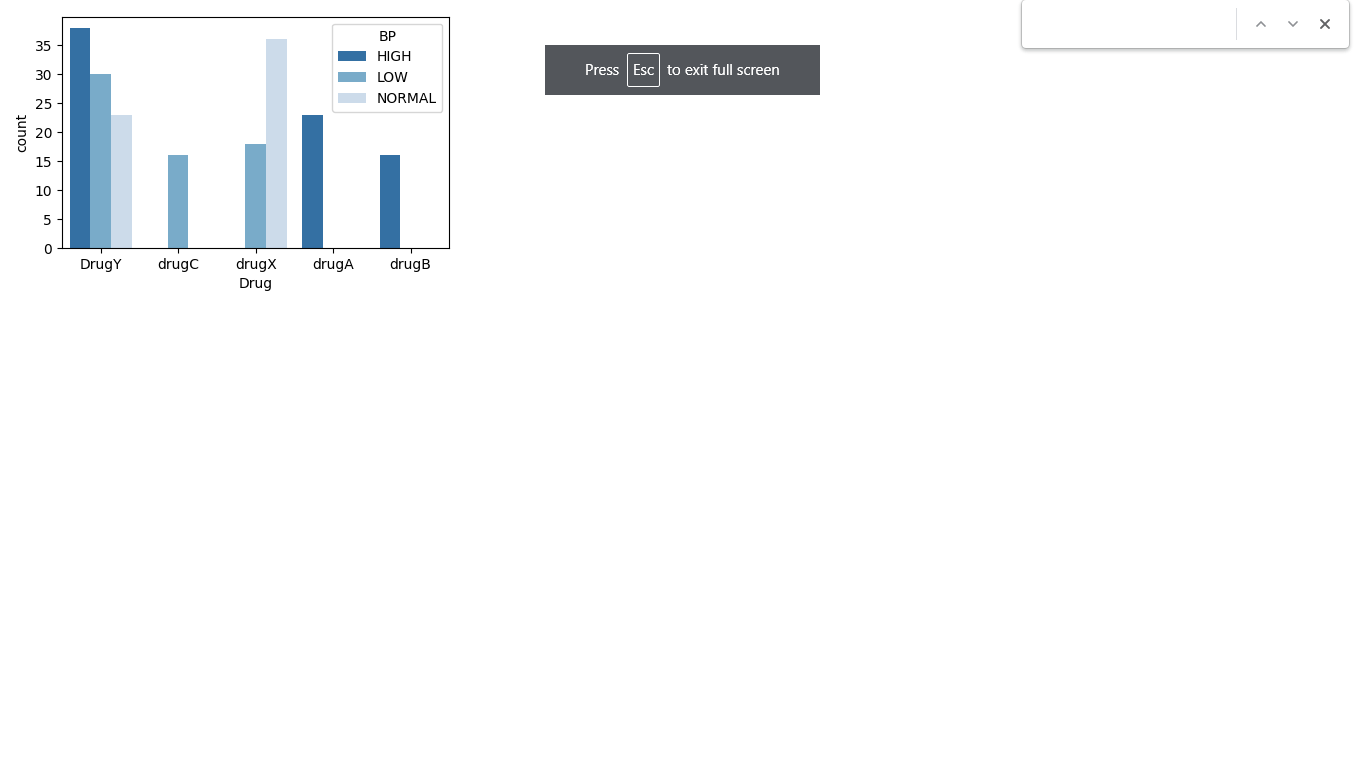 BP
HIGH
LOW
NORMAL
35
30
25
20
15
10
5
0
count
DrugY drugC drugX drugA drugB
Drug
Press Esc to exit full screen